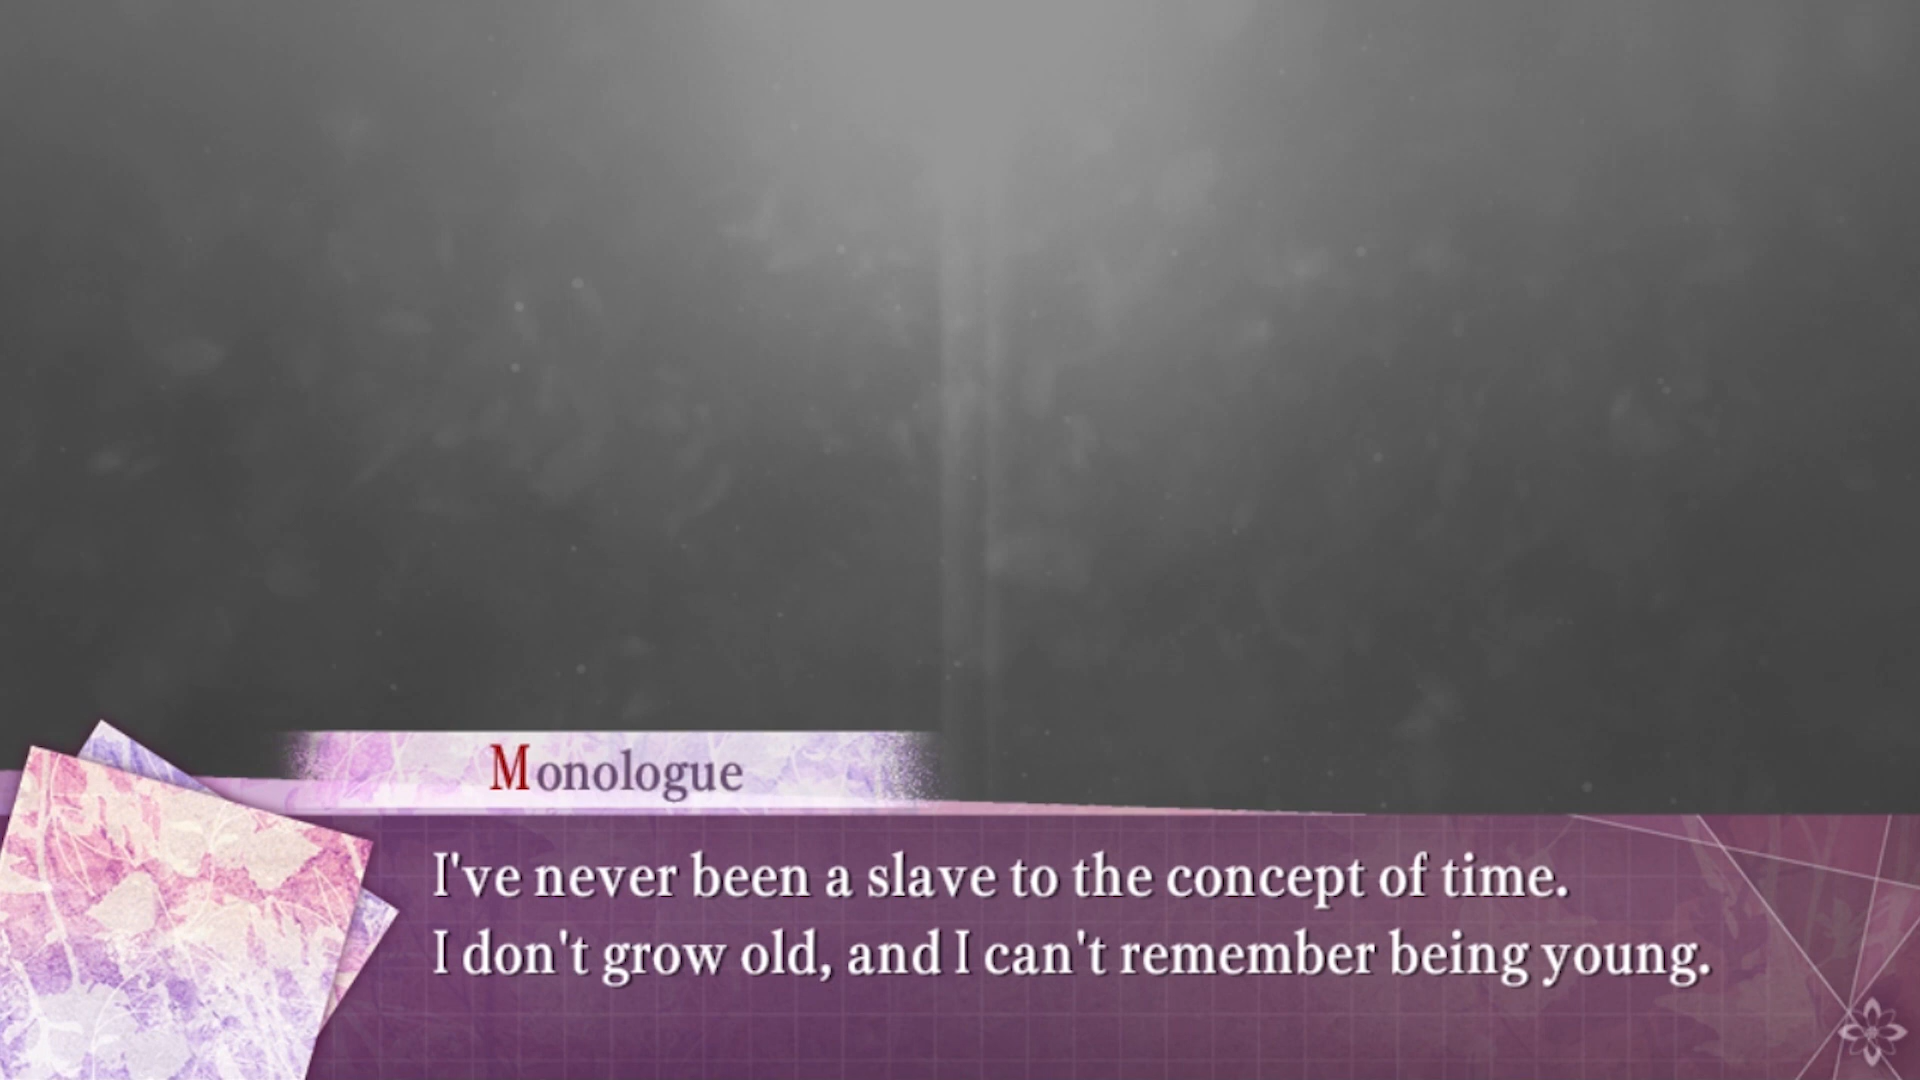 Monologue
I've never been a slave to the concept of time.
I don't grow old, and I can't remember being young.